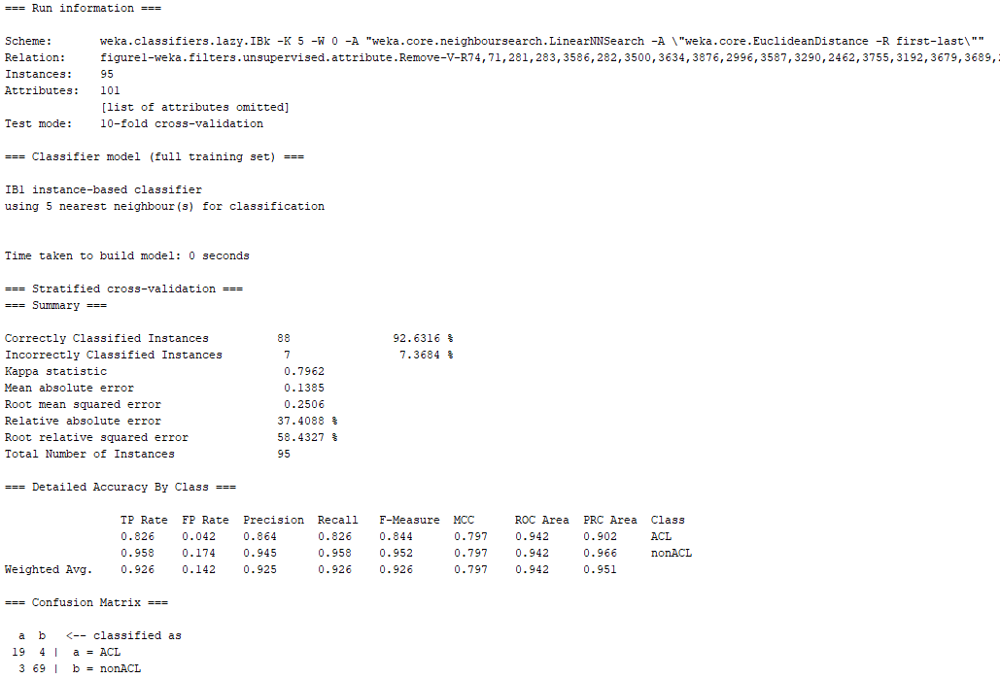 === Run information ===
Scheme: weka.classifiers.lazy.IBk -K 5 -W 0 -A "weka.core.neighboursearch.LinearNNSearch -A \"weka.core.EuclideanDistance -R first-last\""
Relation: figure1-weka.filters.unsupervised.attribute.Remove-V-R74,71,281,283,3586,282,3500,3634,3876,2996,3587,3290,2462,3755,3192,3679,3689,
Instances: 95
Attributes: 101
[list of attributes omitted]
Test mode: 10-fold cross-validation
=== Classifier model (full training set) ===
IB1 instance-based classifier
using 5 nearest neighbour(s) for classification
Time taken to build model: 0 seconds
=== Stratified cross-validation ===
=== Summary ===
Correctly Classified Instances 88 92.6316 %
Incorrectly Classified Instances 7 7.3684 %
Kappa statistic 0.7962
Mean absolute error 0.1385
Root mean squared error 0.2506
Relative absolute error 37.4088 %
Root relative squared error 58.4327 %
Total Number of Instances 95
=== Detailed Accuracy By Class ===
TP Rate FP Rate Precision Recall F-Measure MCC ROC Area PRC Area Class
0.826 0.042 0.864 0.826 0.844 0.797 0.942 0.902 ACL
0.958 0.174 0.945 0.958 0.952 0.797 0.942 0.966 nonACL
Weighted Avg. 0.926 0.142 0.925 0.926 0.926 0.797 0.942 0.951
=== Confusion Matrix ===
a b <-- classified as
19 4 | a = ACL
3 69 | b = nonACL